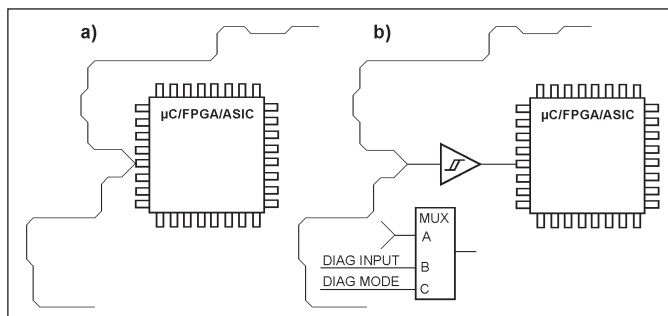 a)
b)
µC/FPGA/ASIC
µC/FPGA/ASIC
MUX
A
DIAG INPUT
B
DIAG MODE
C